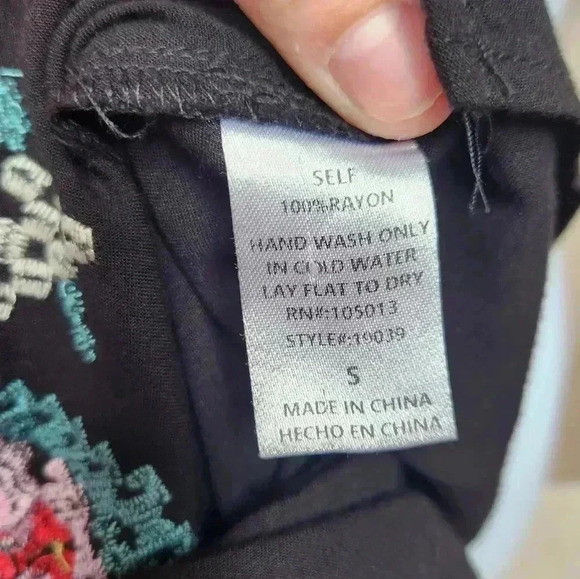 SELF
100%RAYON
HAND WASH ONLY
IN COLD WATER
LAY FLAT TO DRY
RN#:105013
STYLE#:19039
S
MADE IN CHINA
HECHO EN CHINA